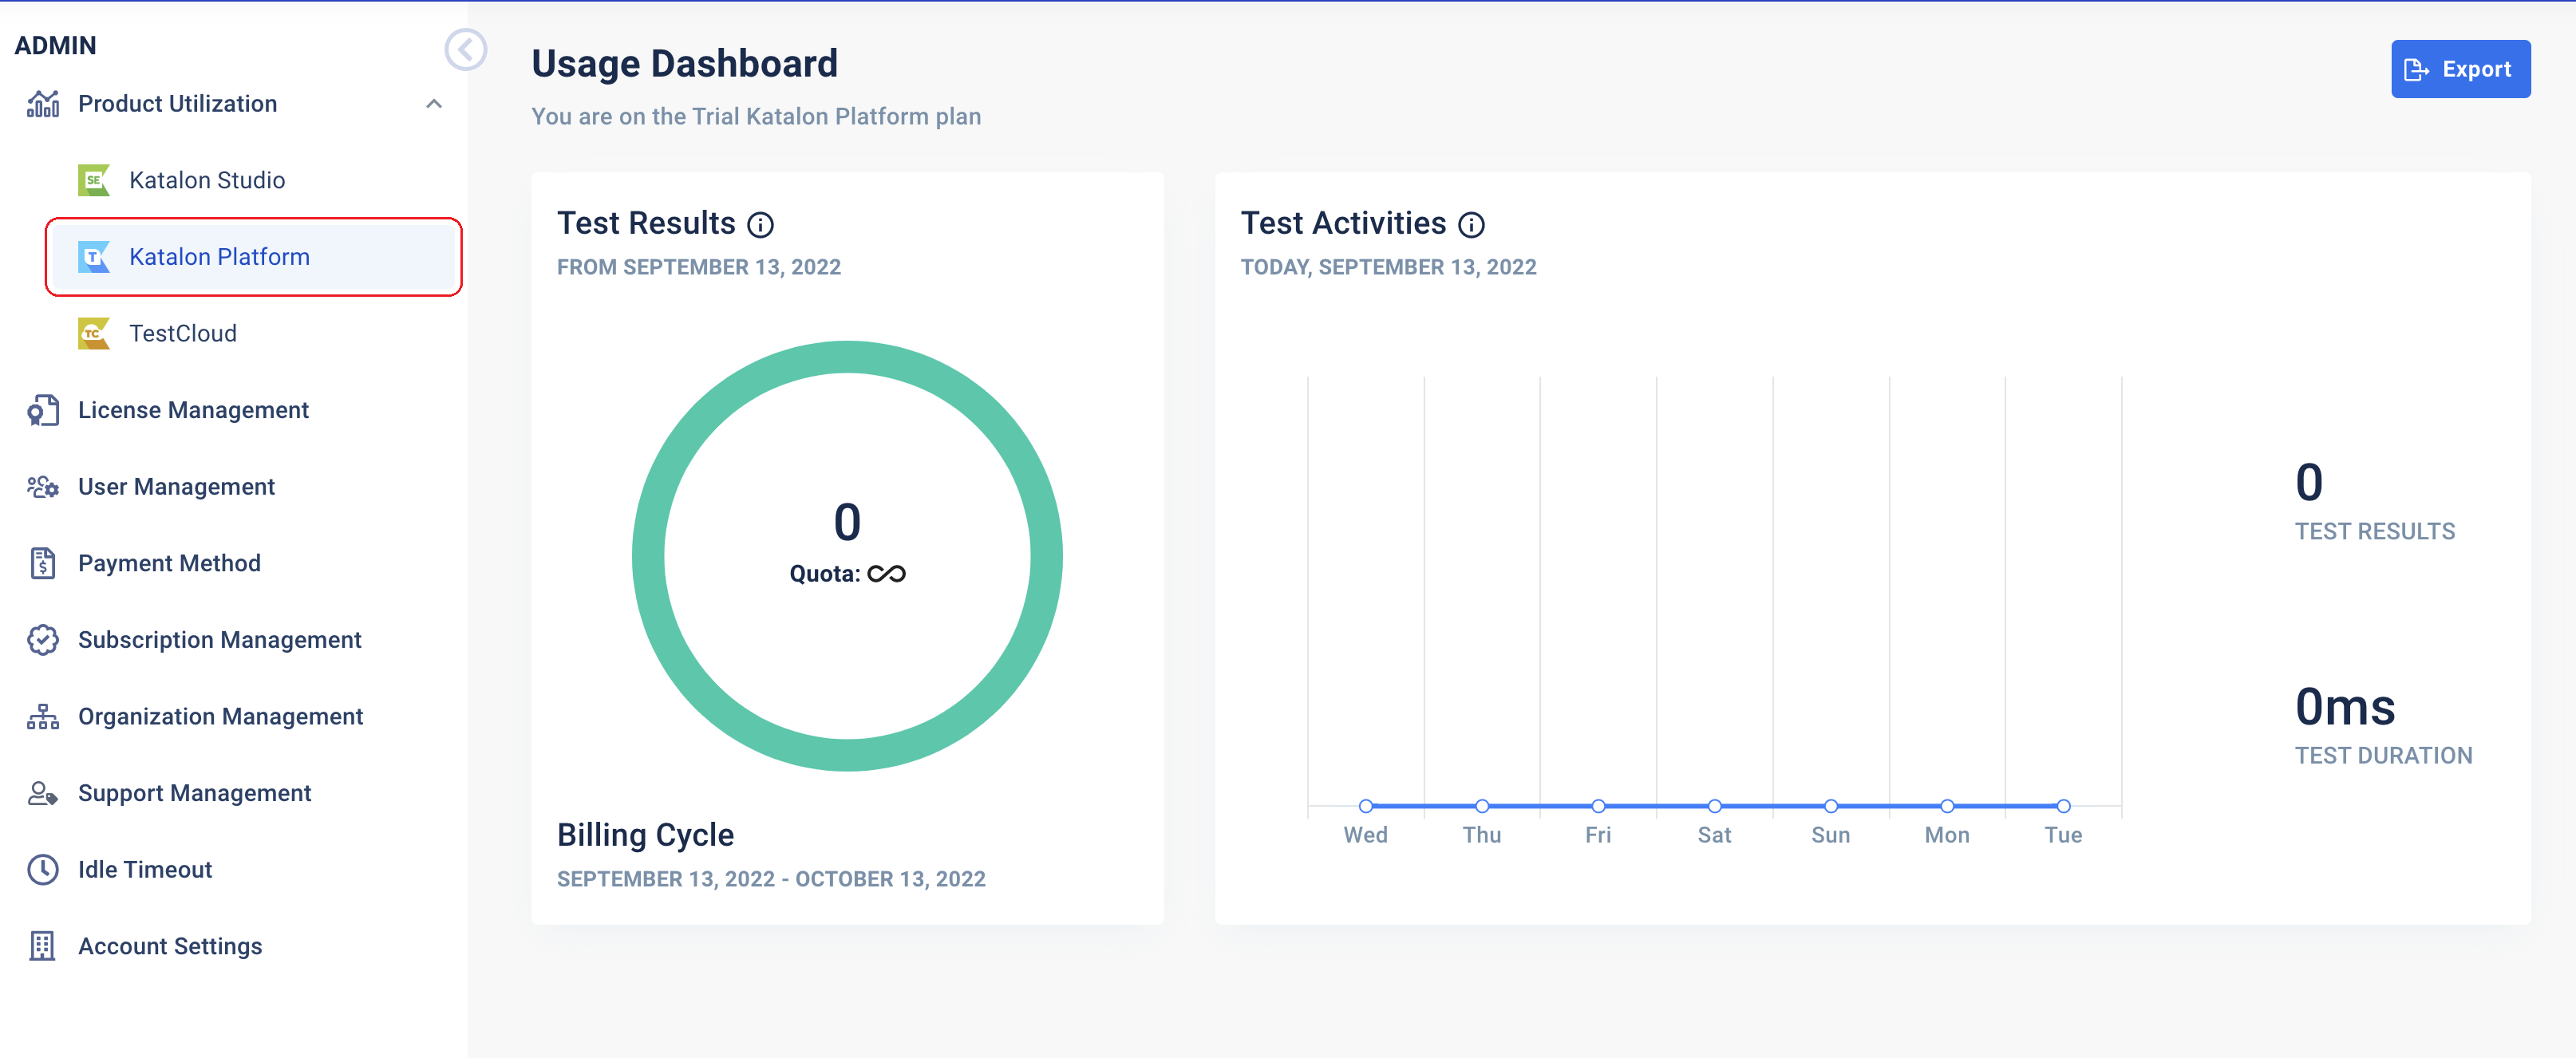 ADMIN
Product Utilization
SE
Katalon Studio
T
Katalon Platform
TC
TestCloud
License Management
User Management
Payment Method
Subscription Management
Organization Management
Support Management
Idle Timeout
Account Settings
Usage Dashboard
You are on the Trial Katalon Platform plan
Export
Test Results
FROM SEPTEMBER 13, 2022
0
Quota: ∞
Billing Cycle
SEPTEMBER 13, 2022 - OCTOBER 13, 2022
Test Activities
TODAY, SEPTEMBER 13, 2022
Wed Thu Fri Sat Sun Mon Tue
0
TEST RESULTS
0ms
TEST DURATION